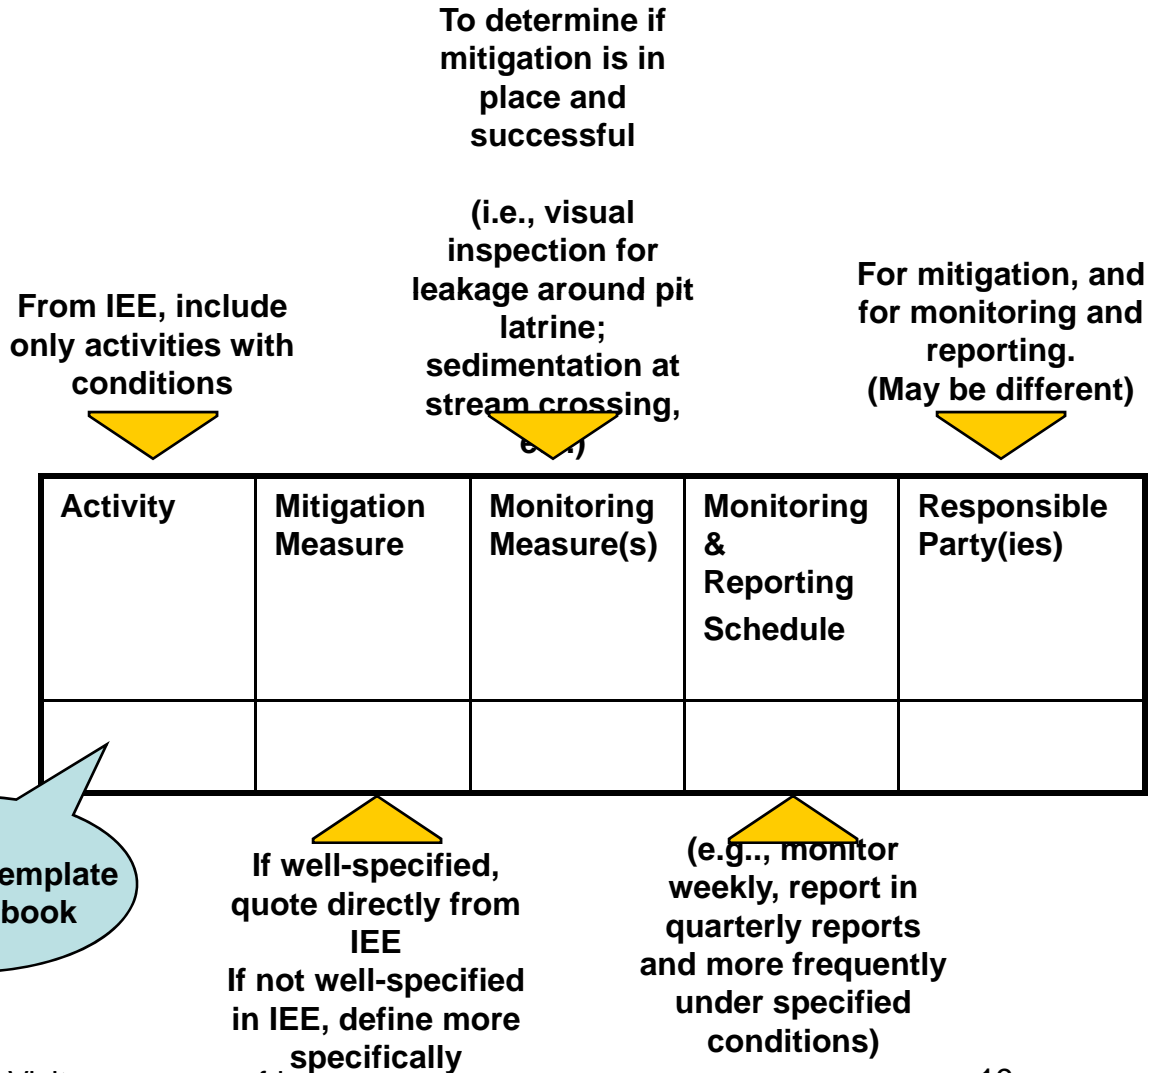 To determine if
mitigation is in
place and
successful
(i.e., visual
inspection for
leakage around pit
latrine;
sedimentation at
stream crossing,
From IEE, include
only activities with
conditions
For mitigation, and
for monitoring and
reporting.
(May be different)
Activity
Mitigation
Measure
Monitoring
Measure(s)
Monitoring
&
Reporting
Schedule
Responsible
Party(ies)
book
If well-specified,
quote directly from
IEE
If not well-specified
in IEE, define more
specifically
(e.g.., monitor
weekly, report in
quarterly reports
and more frequently
under specified
conditions)